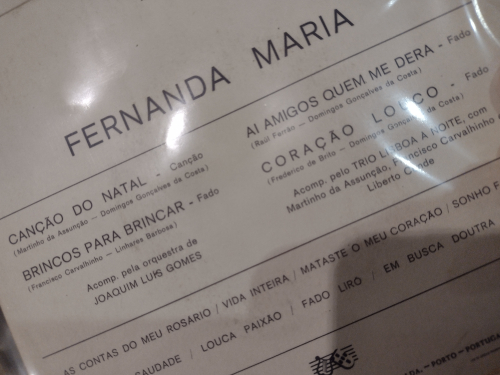 FERNANDA MARIA
CANÇÃO DO NATAL - Canção
(Martinho da Assunção — Domingos Gonçalves da Costa)
BRINCOS PARA BRINCAR - Fado
(Francisco Carvalhinho — Linhares Barbosa)
Acomp. pela orquestra de
JOAQUIM LUÍS GOMES
AI AMIGOS QUEM ME DERA - Fado
(Raúl Ferrão — Domingos Gonçalves da Costa)
CORAÇÃO LOUCO - Fado
(Frederico de Brito — Domingos Gonçalves da Costa)
Acomp. pelo TRIO LISBOA À NOITE, com
Martinho da Assunção, Francisco Carvalhinho e
Liberto Conde
AS CONTAS DO MEU ROSÁRIO / VIDA INTEIRA / MATASTE O MEU CORAÇÃO / SONHO
/ LOUCA PAIXÃO / FADO LIRÓ / EM BUSCA DOUTRA
PORTO - PORTUGAL